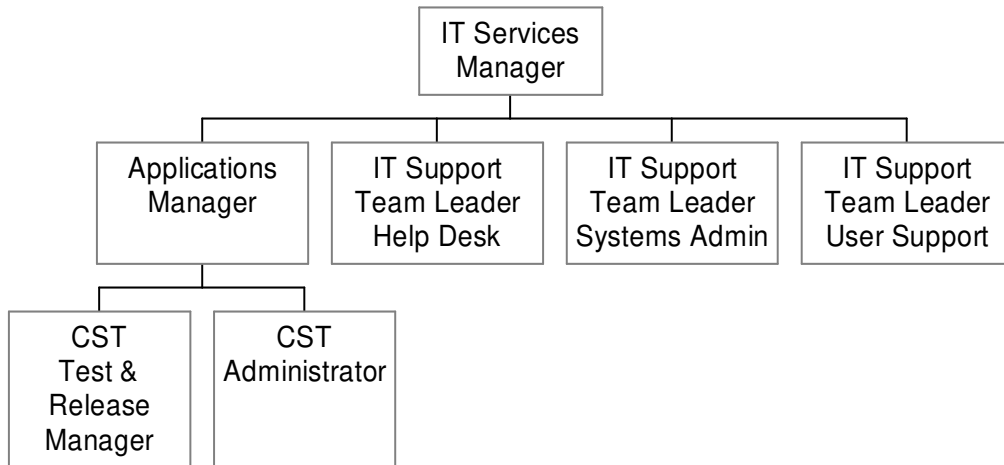 IT Services
Manager
Applications
Manager
IT Support
Team Leader
Help Desk
IT Support
Team Leader
Systems Admin
IT Support
Team Leader
User Support
CST
Test &
Release
Manager
CST
Administrator